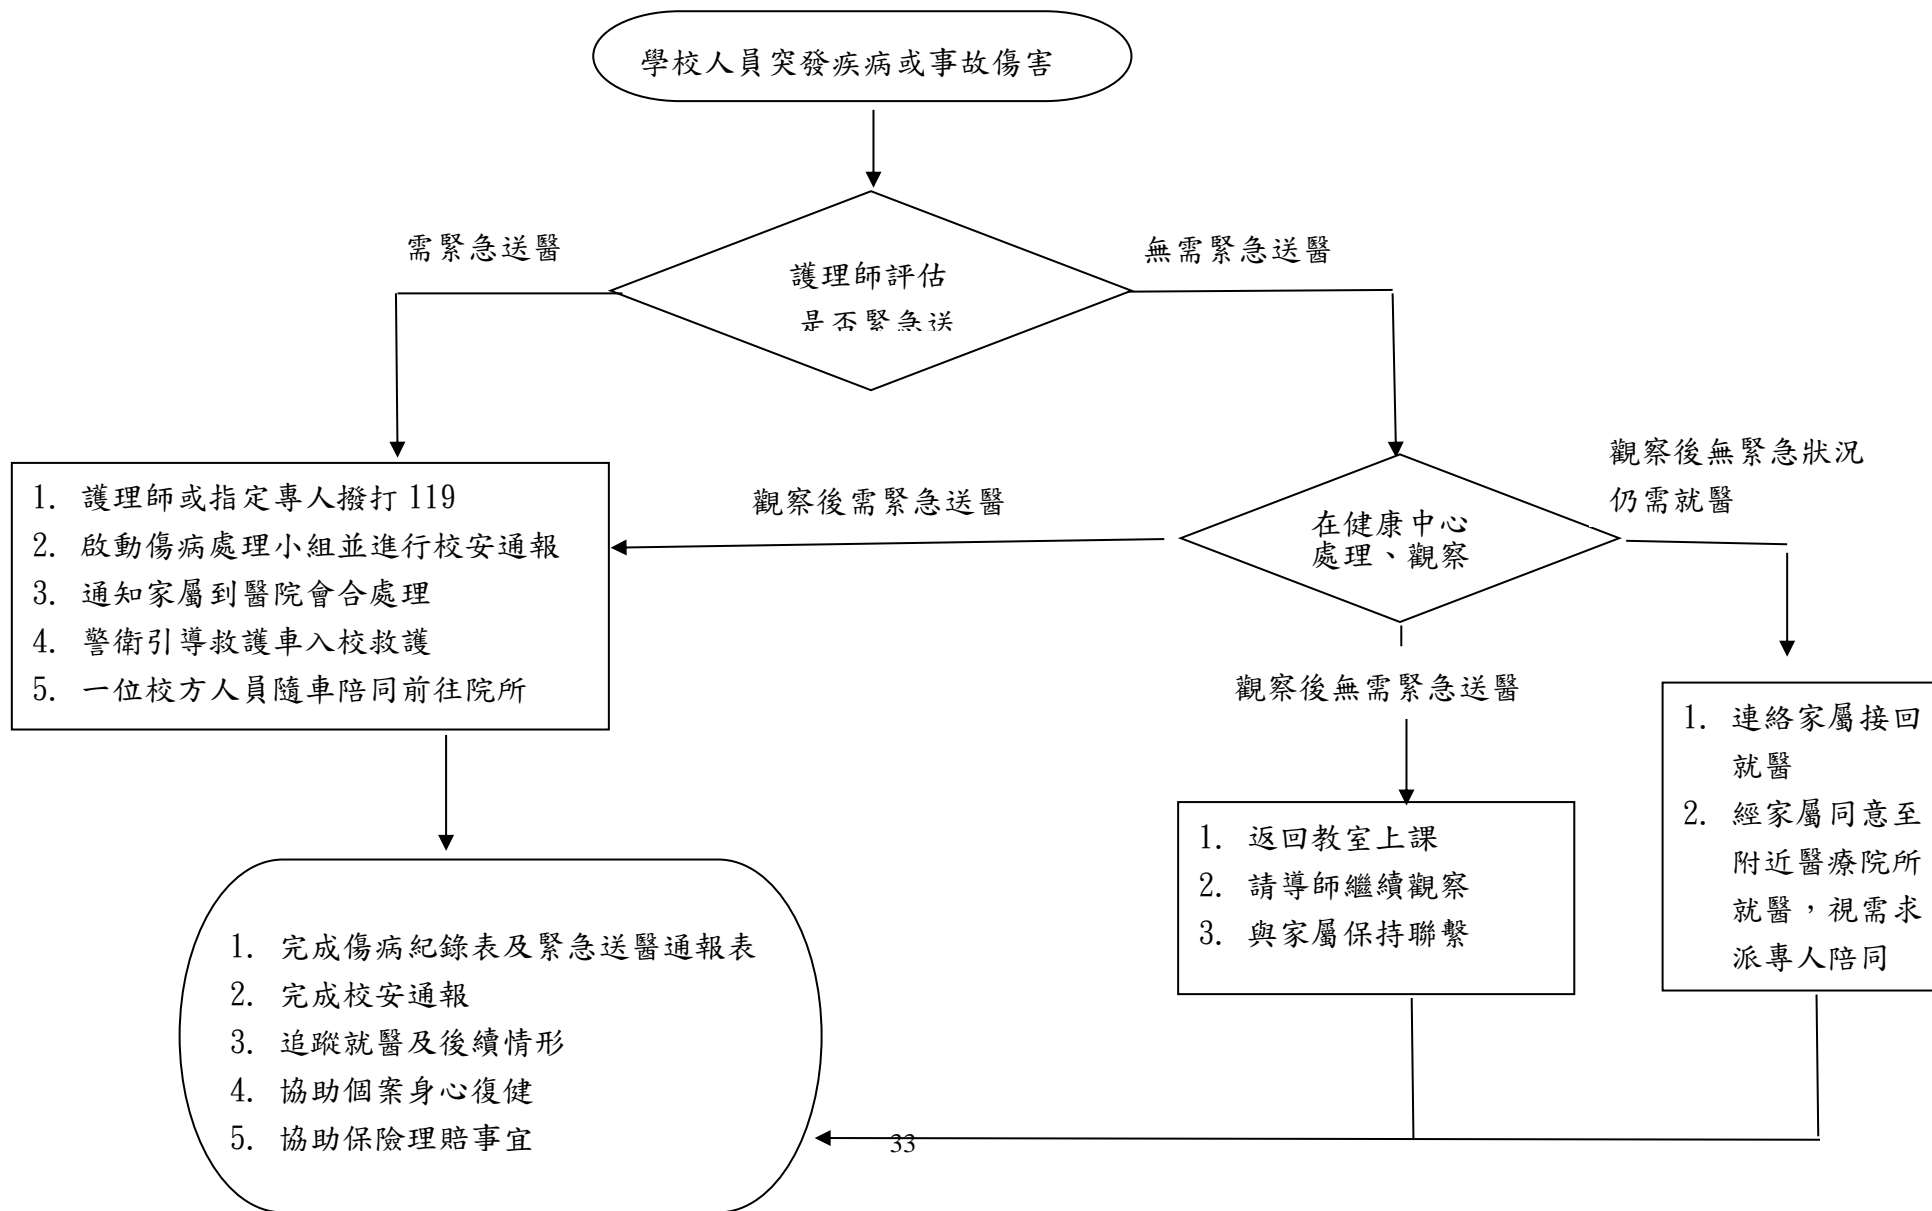 學校人員突發疾病或事故傷害
需緊急送醫
無需緊急送醫
護理師評估
是否緊急送
觀察後無緊急狀況
仍需就醫
1. 護理師或指定專人撥打 119
2. 啟動傷病處理小組並進行校安通報
3. 通知家屬到醫院會合處理
4. 警衛引導救護車入校救護
5. 一位校方人員隨車陪同前往院所
觀察後需緊急送醫
在健康中心
處理、觀察
觀察後無需緊急送醫
1. 連絡家屬接回
就醫
2. 經家屬同意至
附近醫療院所
就醫，視需求
派專人陪同
1. 返回教室上課
2. 請導師繼續觀察
3. 與家屬保持聯繫
1. 完成傷病紀錄表及緊急送醫通報表
2. 完成校安通報
3. 追蹤就醫及後續情形
4. 協助個案身心復健
5. 協助保險理賠事宜
33